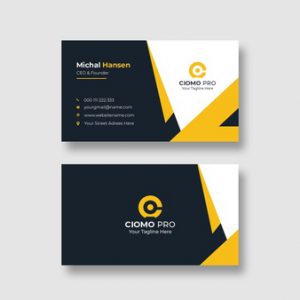 Michal Hansen
CEO & Founder
000 111 222 333
yourgmail@name.com
www.websitename.com
Your Street Adress Here
CIOMO PRO
Your Tagline Here
CIOMO PRO
Your Tagline Here